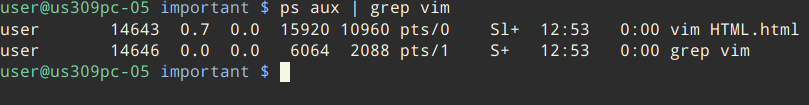 user@us309pc-05 important $ ps aux | grep vim
user       14643  0.7  0.0  15920 10960 pts/0    Sl+  12:53   0:00 vim HTML.html
user       14646  0.0  0.0   6064  2088 pts/1    S+   12:53   0:00 grep vim
user@us309pc-05 important $